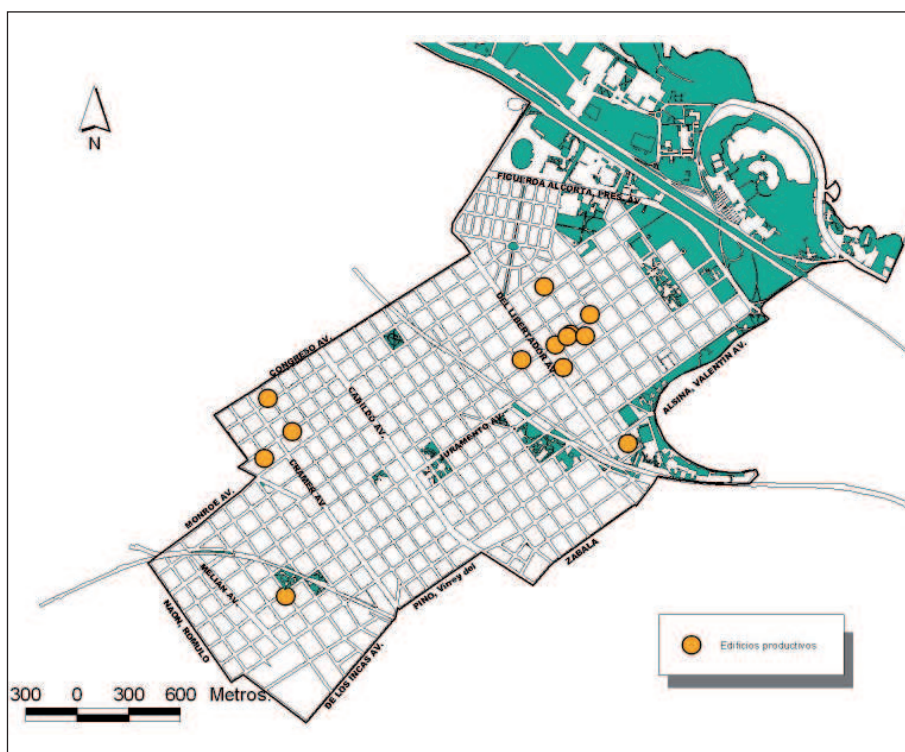 N
FIGUEROA ALCORTA, PRES. AV.
DEL LIBERTADOR AV.
CONGRESO AV.
ALSINA, VALENTÍN AV.
CABILDO AV.
JURAMENTO AV.
CRAMER AV.
MONROE AV.
ZABALA
PINO, Virrey del
MELIAN AV.
NAON, ROMULO
DE LOS INCAS AV.
Edificios productivos
300 0 300 600 Metros.